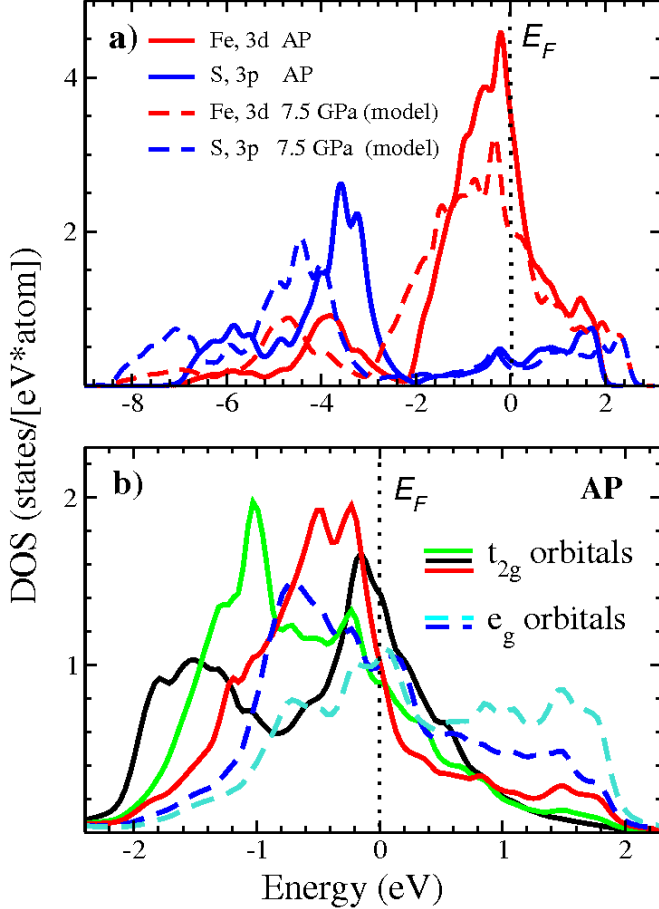 a)
Fe, 3d AP
S, 3p AP
Fe, 3d 7.5 GPa (model)
S, 3p 7.5 GPa (model)
E_F
4
2
-8 -6 -4 -2 0 2
DOS (states/[eV*atom])
b)
E_F
AP
t_2g orbitals
e_g orbitals
2
1
-2 -1 0 1 2
Energy (eV)